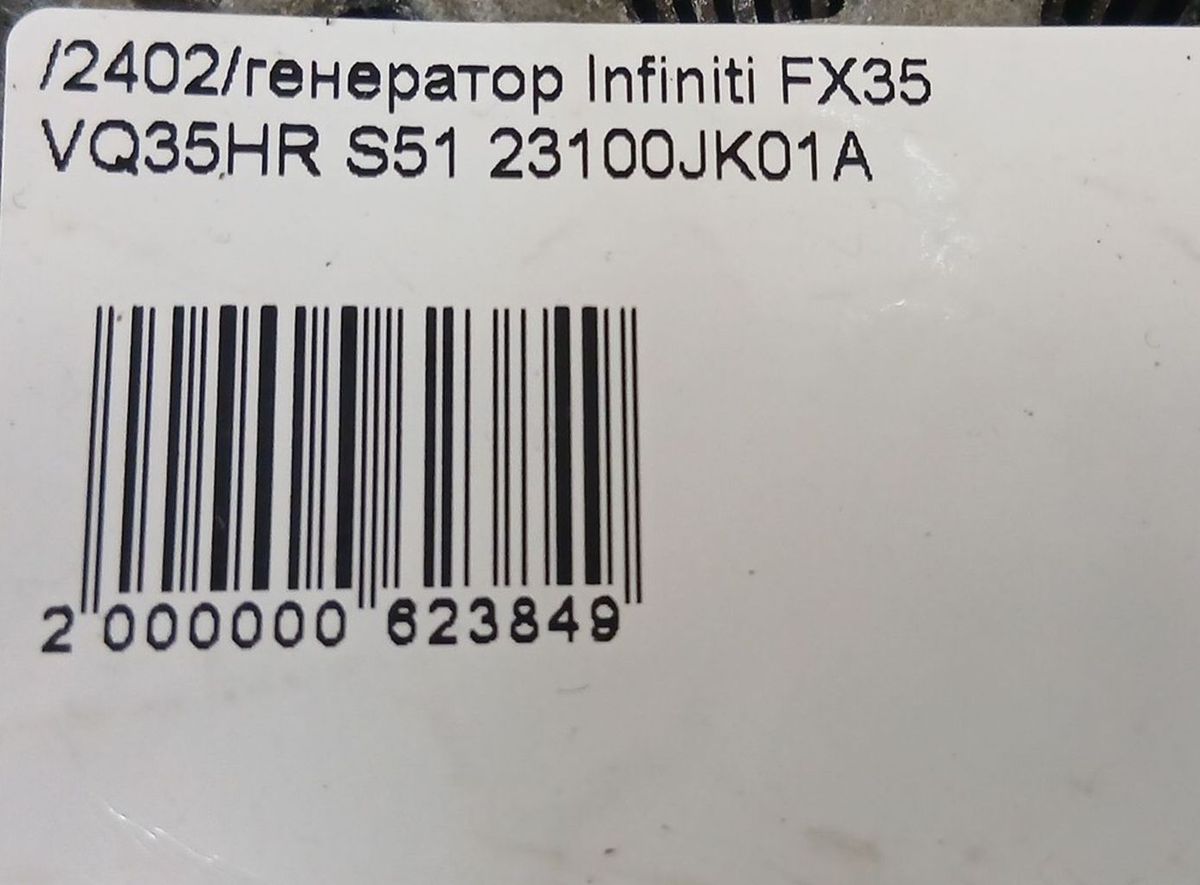 /2402/генератор Infiniti FX35
VQ35HR S51 23100JK01A
2 000000 623849